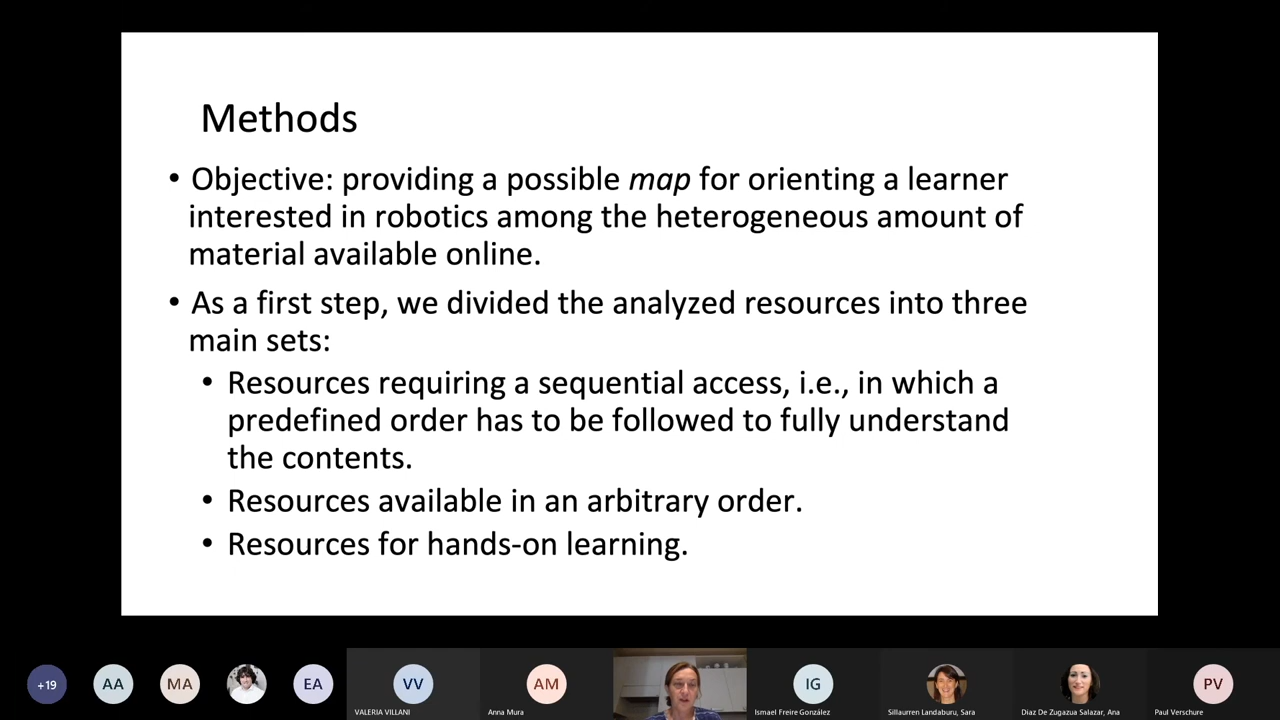 Methods
• Objective: providing a possible map for orienting a learner
interested in robotics among the heterogeneous amount of
material available online.
• As a first step, we divided the analyzed resources into three
main sets:
• Resources requiring a sequential access, i.e., in which a
predefined order has to be followed to fully understand
the contents.
• Resources available in an arbitrary order.
• Resources for hands-on learning.
+19 AA MA EA VV AM IG PV
VALERIA VILLANI Anna Mura Ismael Freire González Sillaurren Landaburu, Sara Diaz De Zugazua Salazar, Ana Paul Verschure